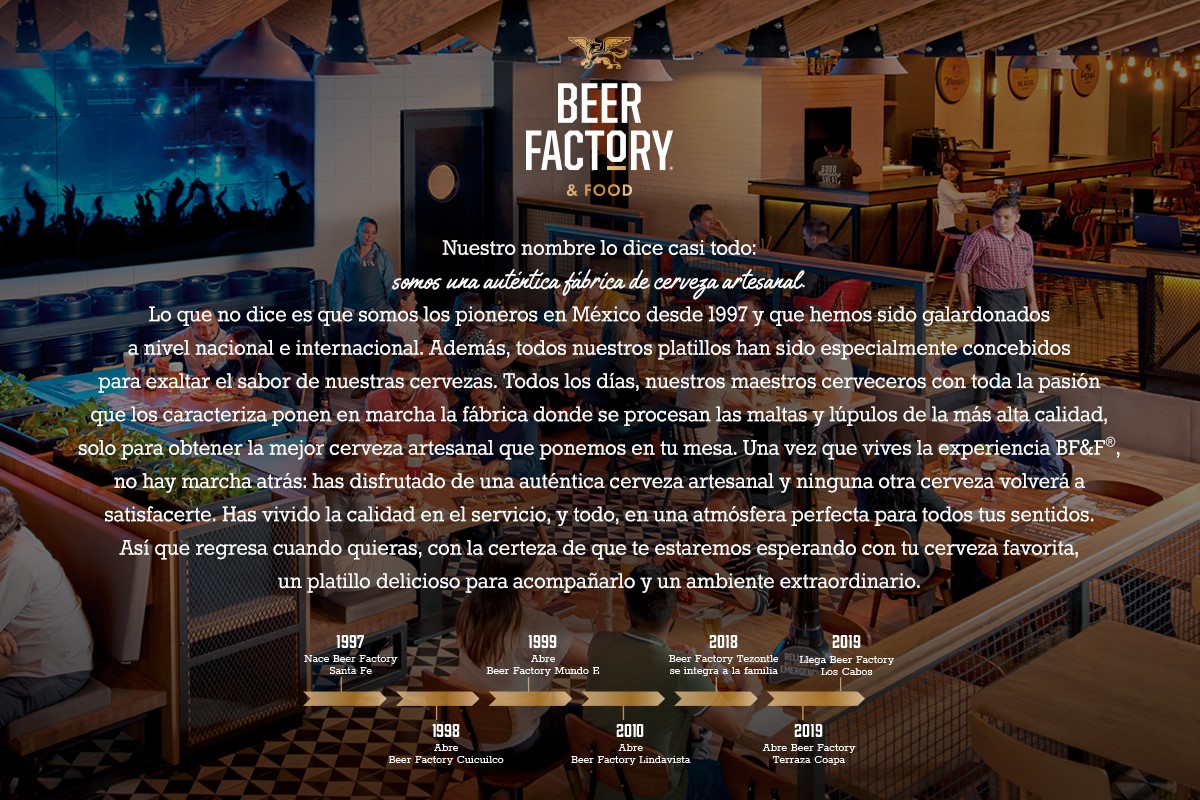 BEER
FACTORY
& FOOD
Nuestro nombre lo dice casi todo:
somos una auténtica fábrica de cerveza artesanal.
Lo que no dice es que somos los pioneros en México desde 1997 y que hemos sido galardonados
a nivel nacional e internacional. Además, todos nuestros platillos han sido especialmente concebidos
para exaltar el sabor de nuestras cervezas. Todos los días, nuestros maestros cerveceros con toda la pasión
que los caracteriza ponen en marcha la fábrica donde se procesan las maltas y lúpulos de la más alta calidad,
solo para obtener la mejor cerveza artesanal que ponemos en tu mesa. Una vez que vives la experiencia BF&F®,
no hay marcha atrás: has disfrutado de una auténtica cerveza artesanal y ninguna otra cerveza volverá a
satisfacerte. Has vivido la calidad en el servicio, y todo, en una atmósfera perfecta para todos tus sentidos.
Así que regresa cuando quieras, con la certeza de que te estaremos esperando con tu cerveza favorita,
un platillo delicioso para acompañarlo y un ambiente extraordinario.
1997
Nace Beer Factory
Santa Fe
1999
Abre
Beer Factory Mundo E
2018
Beer Factory Tezontle
se integra a la familia
2019
Llega Beer Factory
Los Cabos
1998
Abre
Beer Factory Cuicuilco
2010
Abre
Beer Factory Lindavista
2019
Abre Beer Factory
Terraza Coapa